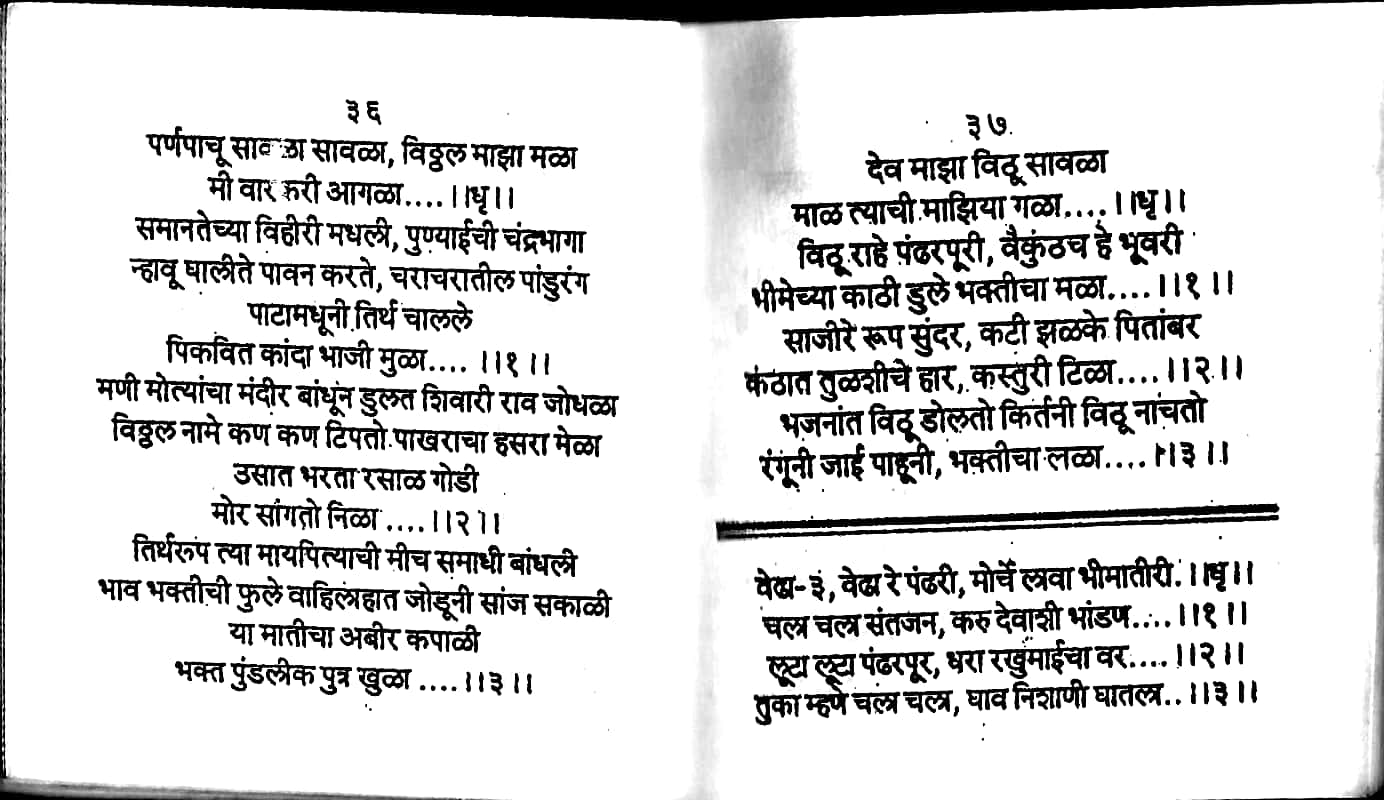 ३६
पर्णपाचू सावळा सावळा, विठ्ठल माझा मळा
मी वारकरी आगळा....।।धृ।।
समानतेच्या विहीरी मधली, पुण्याईची चंद्रभागा
न्हावू घालीते पावन करते, चराचरातील पांडुरंग
पाटामधूनी तिर्थ चालले
पिकवित कांदा भाजी मुळा.... ।।१।।
मणी मोत्यांचा मंदीर बांधून डुलत शिवारी राव जोधळा
विठ्ठल नामे कण कण टिपतो पाखराचा हसरा मेळा
उसात भरता रसाळ गोडी
मोर सांगतो निळा ....।।२।।
तिर्थरुप त्या मायपित्याची मीच समाधी बांधली
भाव भक्तीची फुले वाहिलाहात जोडूनी सांज सकाळी
या मातीचा अबीर कपाळी
भक्त पुंडलीक पुत्र खुळा ....।।३।।
३७
देव माझा विठू सावळा
माळ त्याची माझिया गळा....।।धृ।।
विठू राहे पंढरपूरी, वैकुंठच हे भूवरी
भीमेच्या काठी डुले भक्तीचा मळा....।।१।।
साजीरे रूप सुंदर, कटी झळके पितांबर
कंठात तुळशीचे हार, कस्तुरी टिळा....।।२।।
भजनांत विठू डोलतो किर्तनी विठू नाचतो
रंगूनी जाई पाहूनी, भक्तीचा लळा....।।३।।
वेढा-३, वेढा रे पंढरी, मोर्चे लावा भीमातीरी.।।धृ।।
चला चला संतजन, करु देवाशी भांडण....।।१।।
लूटा लूटा पंढरपूर, धरा रखुमाईचा वर....।।२।।
तुका म्हणे चला चला, घाव निशाणी घातला..।।३।।